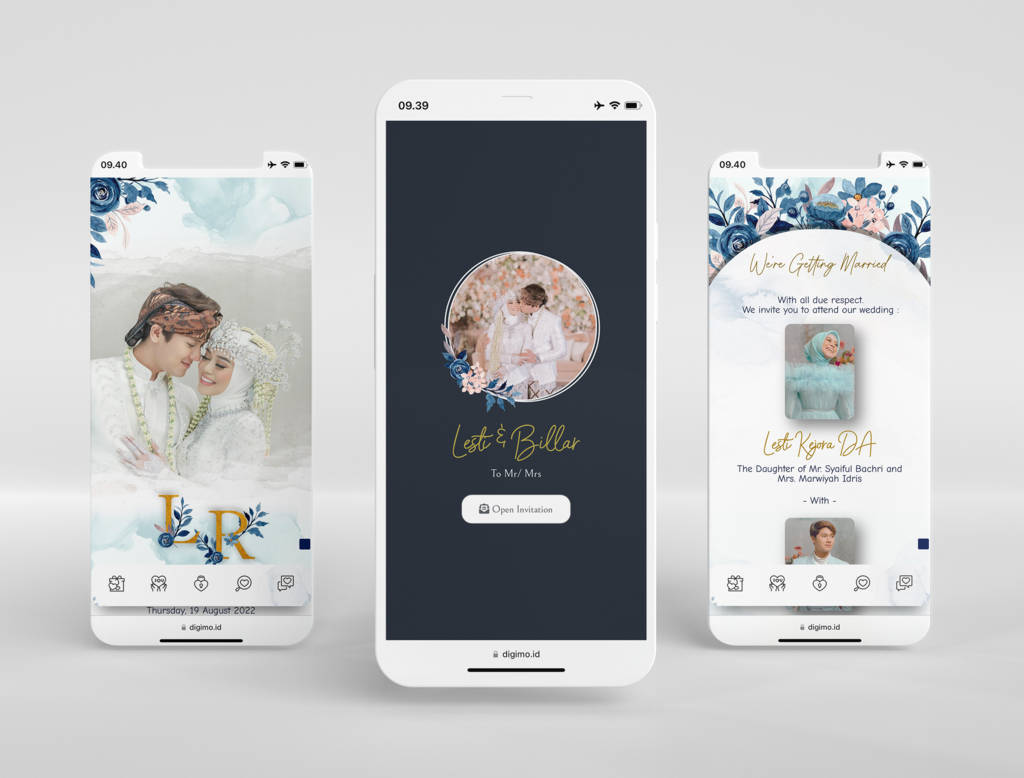 09.40
L R
Thursday, 19 August 2022
digimo.id
09.39
Lesti & Billar
To Mr/ Mrs
Open Invitation
digimo.id
09.40
We're Getting Married
With all due respect.
We invite you to attend our wedding :
Lesti Kejora DA
The Daughter of Mr. Syaiful Bachri and
Mrs. Marwiyah Idris
- With -
digimo.id